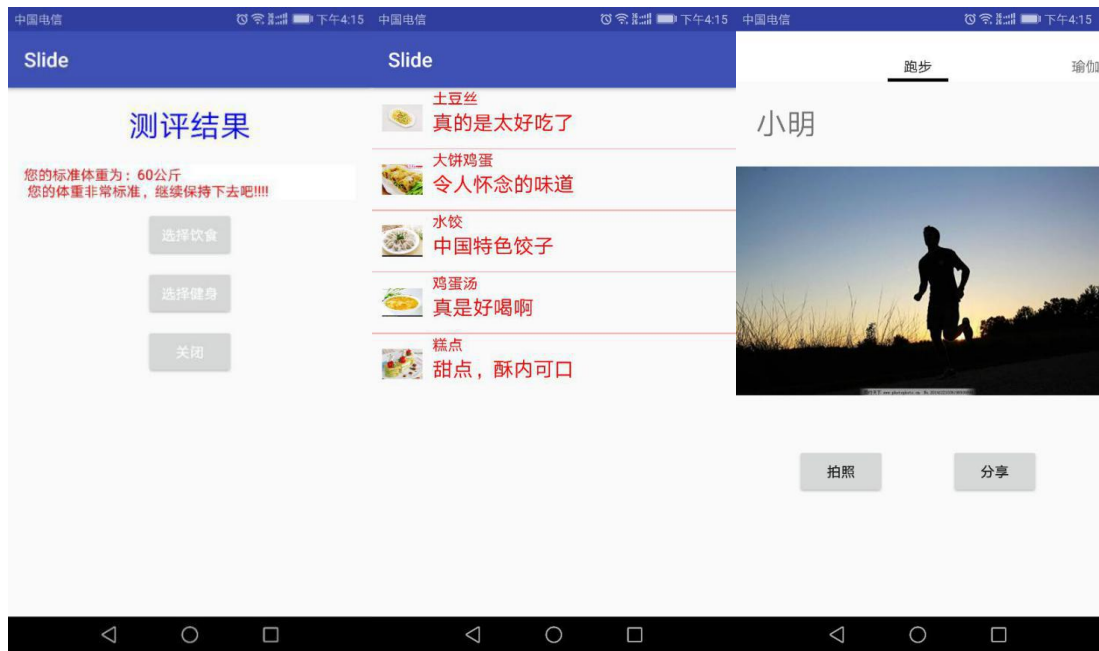 中国电信
下午4:15
Slide
测评结果
您的标准体重为：60公斤
您的体重非常标准，继续保持下去吧!!!!
选择饮食
选择健身
关闭
中国电信
下午4:15
Slide
土豆丝
真的是太好吃了
大饼鸡蛋
令人怀念的味道
水饺
中国特色饺子
鸡蛋汤
真是好喝啊
糕点
甜点，酥内可口
中国电信
下午4:15
跑步
瑜伽
小明
拍照
分享